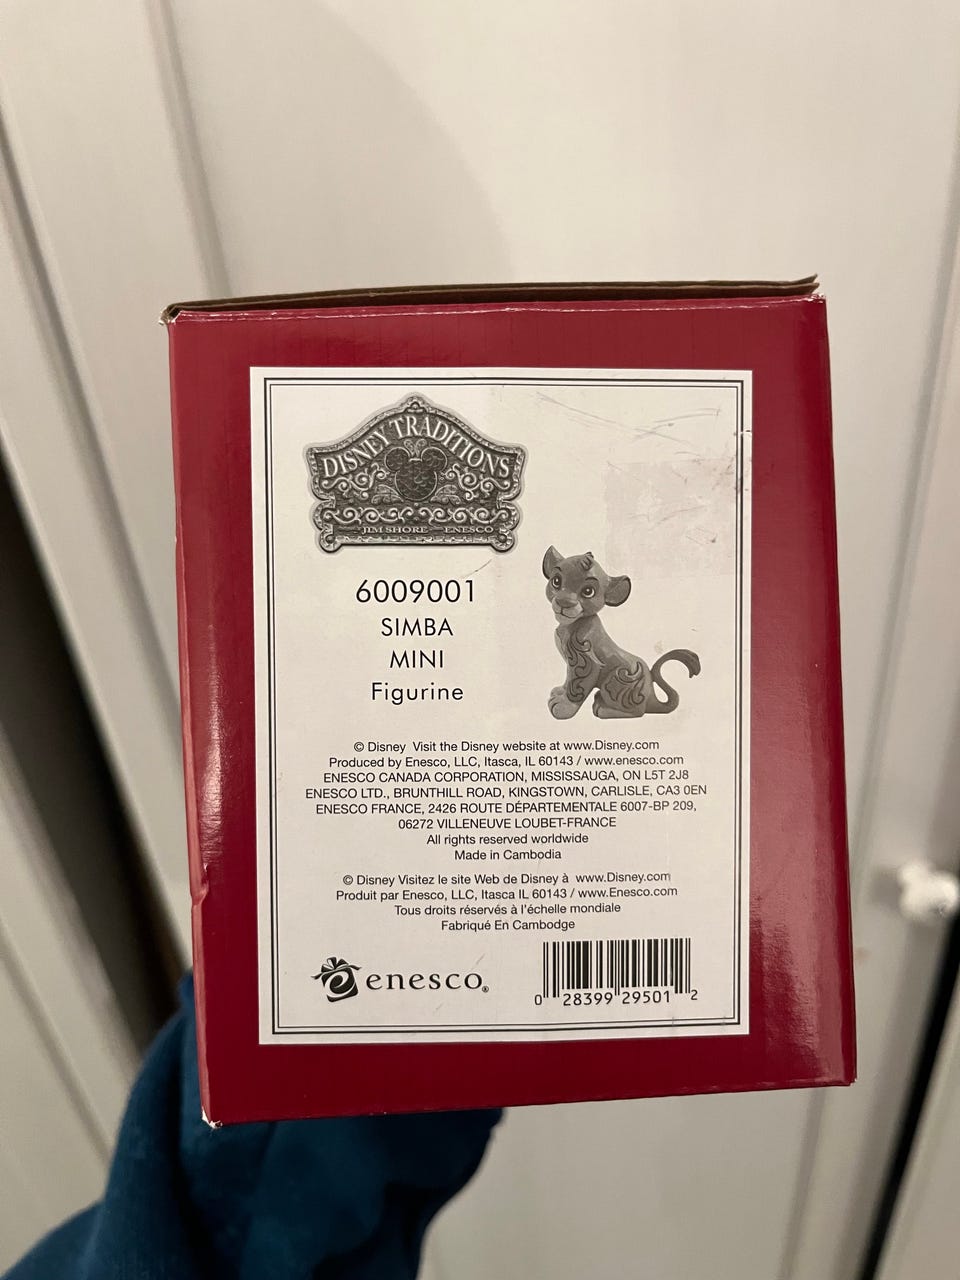 DISNEY TRADITIONS
JIM SHORE ENESCO
6009001
SIMBA
MINI
Figurine
© Disney Visit the Disney website at www.Disney.com
Produced by Enesco, LLC, Itasca, IL 60143 / www.enesco.com
ENESCO CANADA CORPORATION, MISSISSAUGA, ON L5T 2J8
ENESCO LTD., BRUNTHILL ROAD, KINGSTOWN, CARLISLE, CA3 0EN
ENESCO FRANCE, 2426 ROUTE DÉPARTEMENTALE 6007-BP 209,
06272 VILLENEUVE LOUBET-FRANCE
All rights reserved worldwide
Made in Cambodia
© Disney Visitez le site Web de Disney à www.Disney.com
Produit par Enesco, LLC, Itasca IL 60143 / www.Enesco.com
Tous droits réservés à l'échelle mondiale
Fabriqué En Cambodge
enesco®
0 28399 29501 2